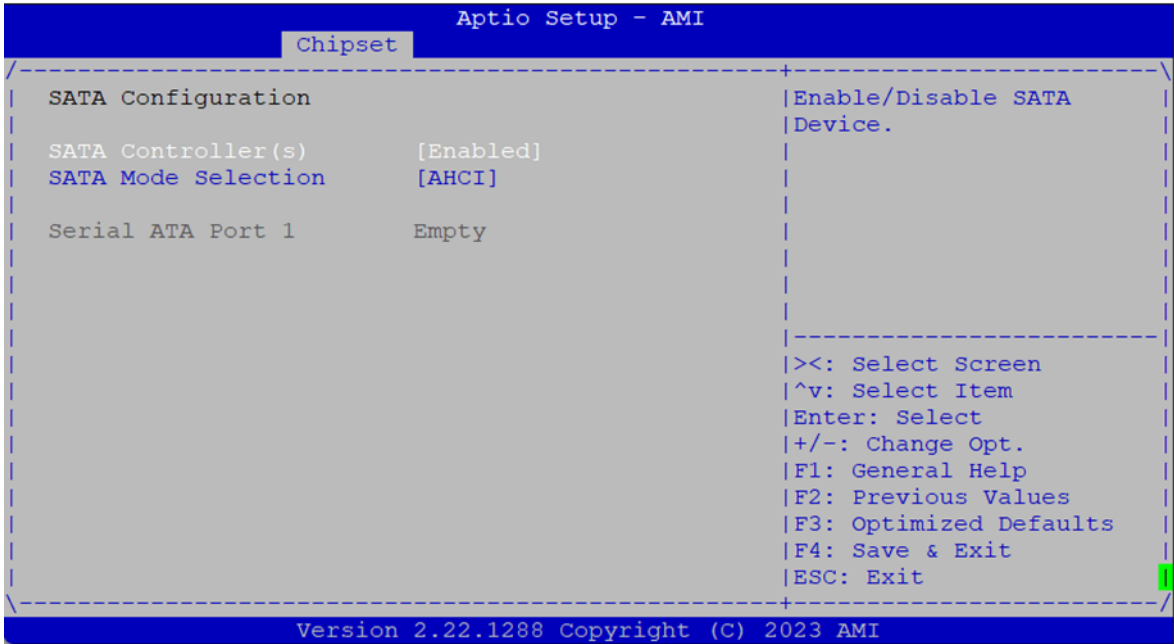 Aptio Setup - AMI
Chipset
SATA Configuration
SATA Controller(s) [Enabled]
SATA Mode Selection [AHCI]
Serial ATA Port 1 Empty
Enable/Disable SATA
Device.
><: Select Screen
^v: Select Item
Enter: Select
+/-: Change Opt.
F1: General Help
F2: Previous Values
F3: Optimized Defaults
F4: Save & Exit
ESC: Exit
Version 2.22.1288 Copyright (C) 2023 AMI